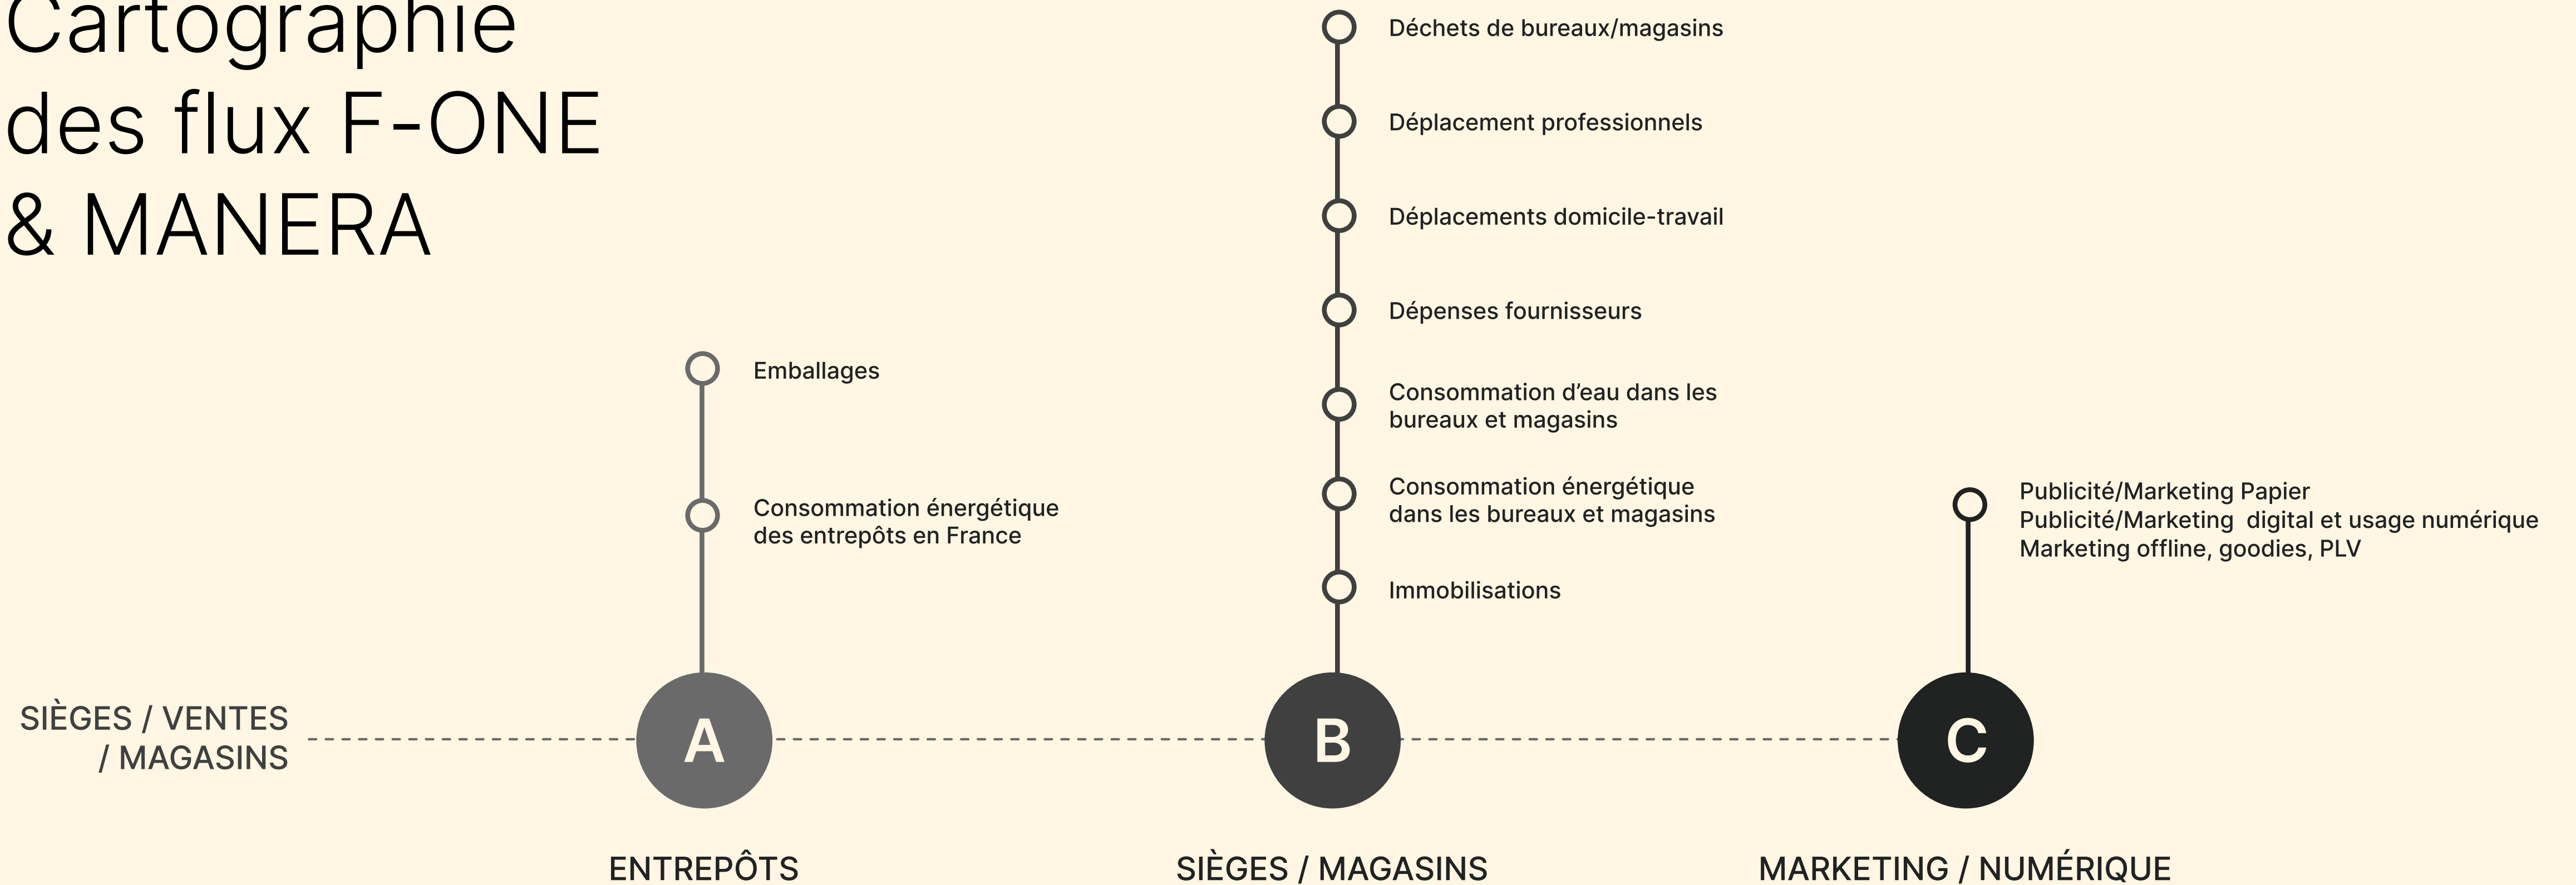 Cartographie
des flux F-ONE
& MANERA
Déchets de bureaux/magasins
Déplacement professionnels
Déplacements domicile-travail
Dépenses fournisseurs
Consommation d’eau dans les
bureaux et magasins
Consommation énergétique
dans les bureaux et magasins
Immobilisations
Emballages
Consommation énergétique
des entrepôts en France
Publicité/Marketing Papier
Publicité/Marketing  digital et usage numérique
Marketing offline, goodies, PLV
SIÈGES / VENTES
/ MAGASINS
A
B
C
ENTREPÔTS
SIÈGES / MAGASINS
MARKETING / NUMÉRIQUE